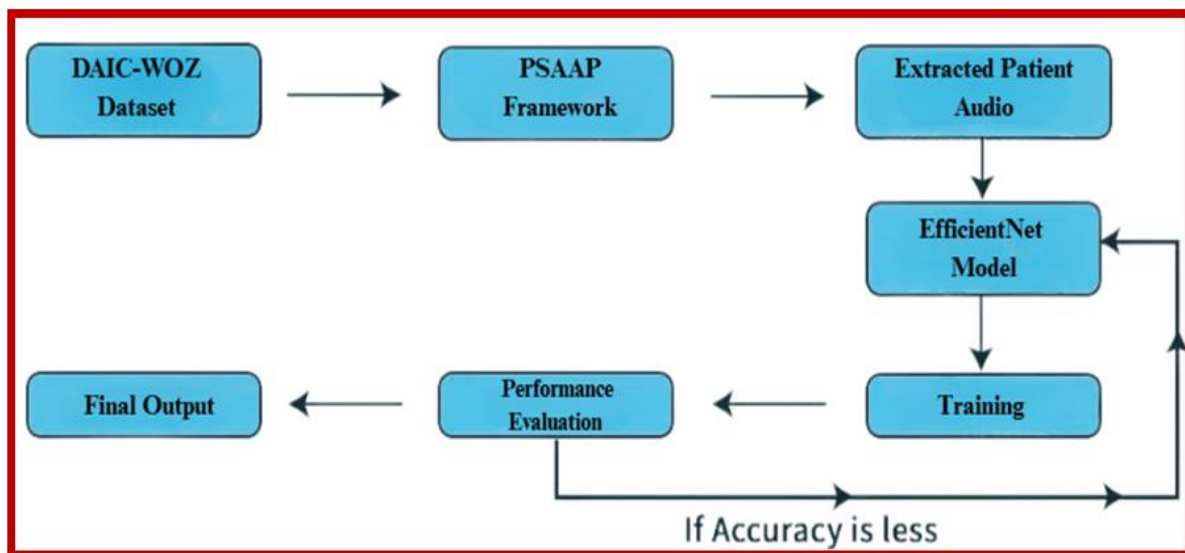 DAIC-WOZ
Dataset
PSAAP
Framework
Extracted Patient
Audio
EfficientNet
Model
Training
Performance
Evaluation
Final Output
If Accuracy is less